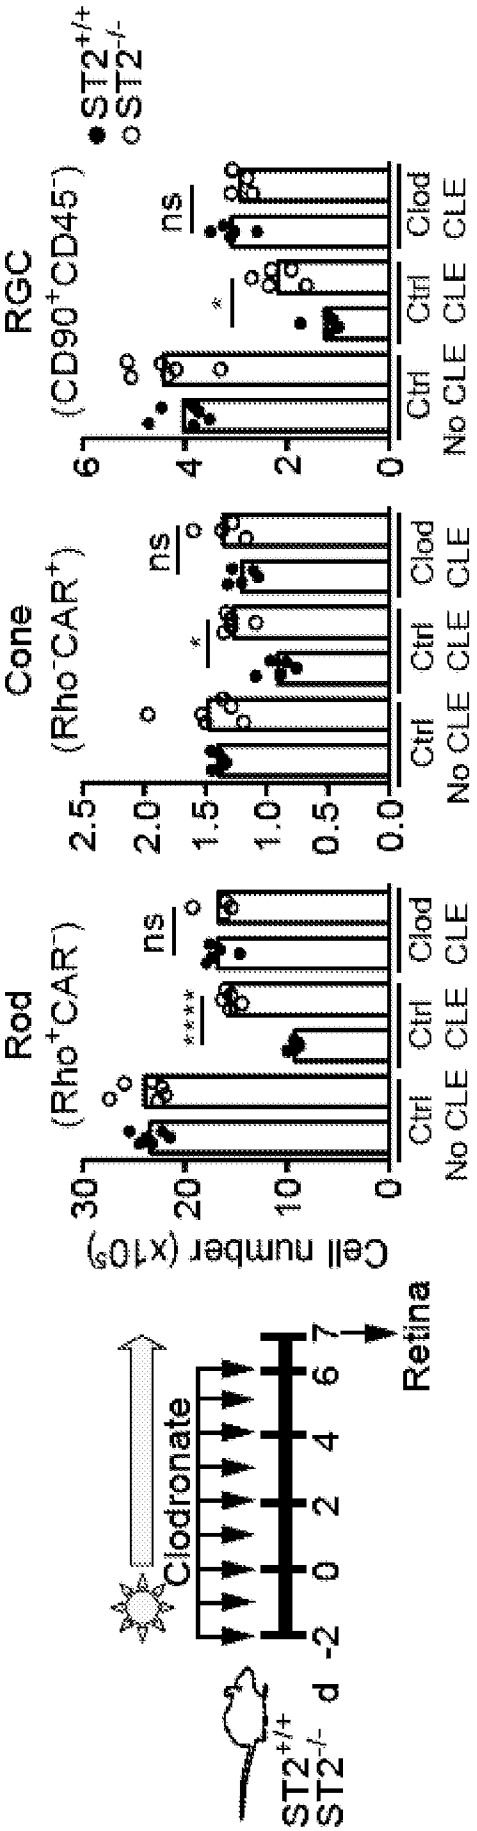 Clodronate
ST2+/+
ST2-/-
d
-2 0 2 4 6 7
Retina
Cell number (x10⁵)
Rod
(Rho+CAR-)
30
20
10
0
****
ns
Ctrl Ctrl Clod
No CLE CLE CLE
Cone
(Rho-CAR+)
2.5
2.0
1.5
1.0
0.5
0.0
*
ns
Ctrl Ctrl Clod
No CLE CLE CLE
RGC
(CD90+CD45-)
6
4
2
0
*
ns
Ctrl Ctrl Clod
No CLE CLE CLE
ST2+/+
ST2-/-